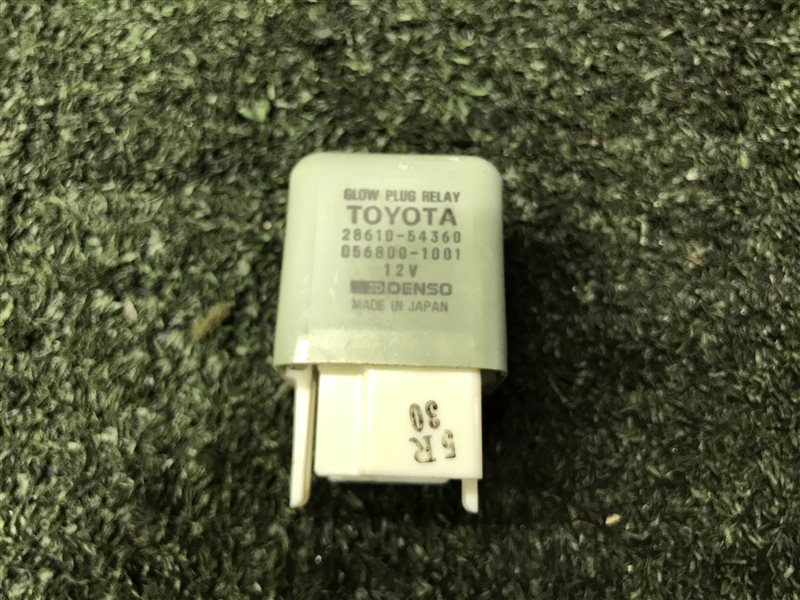 GLOW PLUG RELAY
TOYOTA
28610-54360
056800-1001
12V
DENSO
MADE IN JAPAN
5R
30